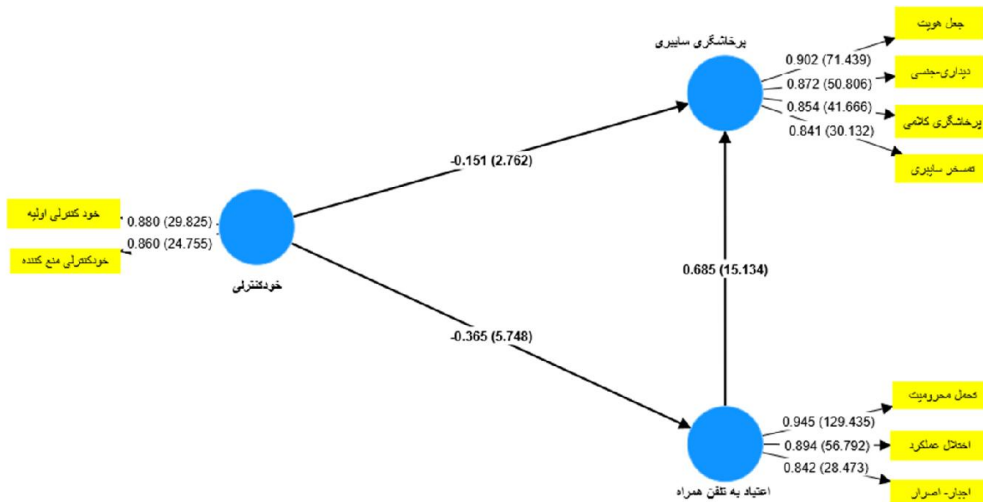 جعل هویت
پرخاشگری سایبری
0.902 (71.439)
دیداری-جنسی
0.872 (50.806)
0.854 (41.666)
پرخاشگری کلامی
0.841 (30.132)
تمسخر سایبری
-0.151 (2.762)
خود کنترلی اولیه
0.880 (29.825)
0.860 (24.755)
خودکنترلی منع کننده
خودکنترلی
0.685 (15.134)
-0.365 (5.748)
تحمل محرومیت
0.945 (129.435)
0.894 (56.792)
اختلال عملکرد
0.842 (28.473)
اجبار- اصرار
اعتیاد به تلفن همراه